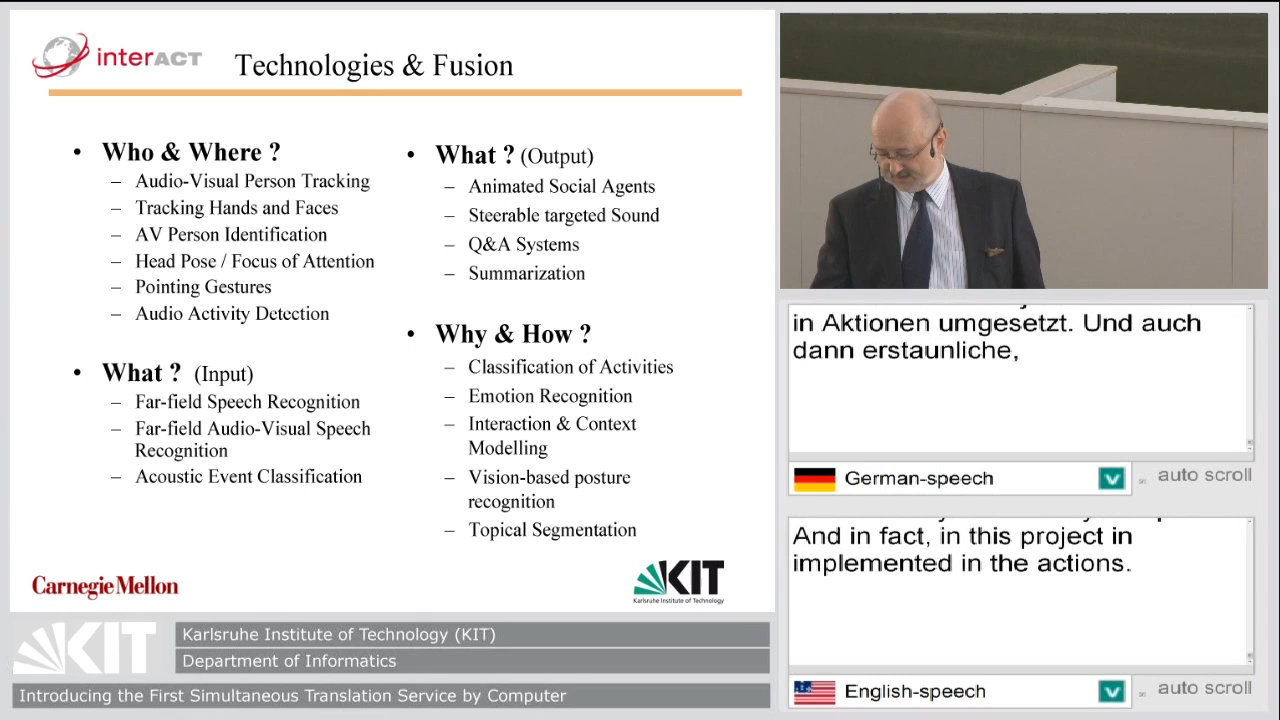 interACT
Technologies & Fusion
• Who & Where ?
– Audio-Visual Person Tracking
– Tracking Hands and Faces
– AV Person Identification
– Head Pose / Focus of Attention
– Pointing Gestures
– Audio Activity Detection
• What ? (Input)
– Far-field Speech Recognition
– Far-field Audio-Visual Speech
Recognition
– Acoustic Event Classification
• What ? (Output)
– Animated Social Agents
– Steerable targeted Sound
– Q&A Systems
– Summarization
• Why & How ?
– Classification of Activities
– Emotion Recognition
– Interaction & Context
Modelling
– Vision-based posture
recognition
– Topical Segmentation
Carnegie Mellon
KIT
Karlsruhe Institute of Technology
KIT
Karlsruhe Institute of Technology (KIT)
Department of Informatics
Introducing the First Simultaneous Translation Service by Computer
in Aktionen umgesetzt. Und auch
dann erstaunliche,
German-speech
auto scroll
And in fact, in this project in
implemented in the actions.
English-speech
auto scroll